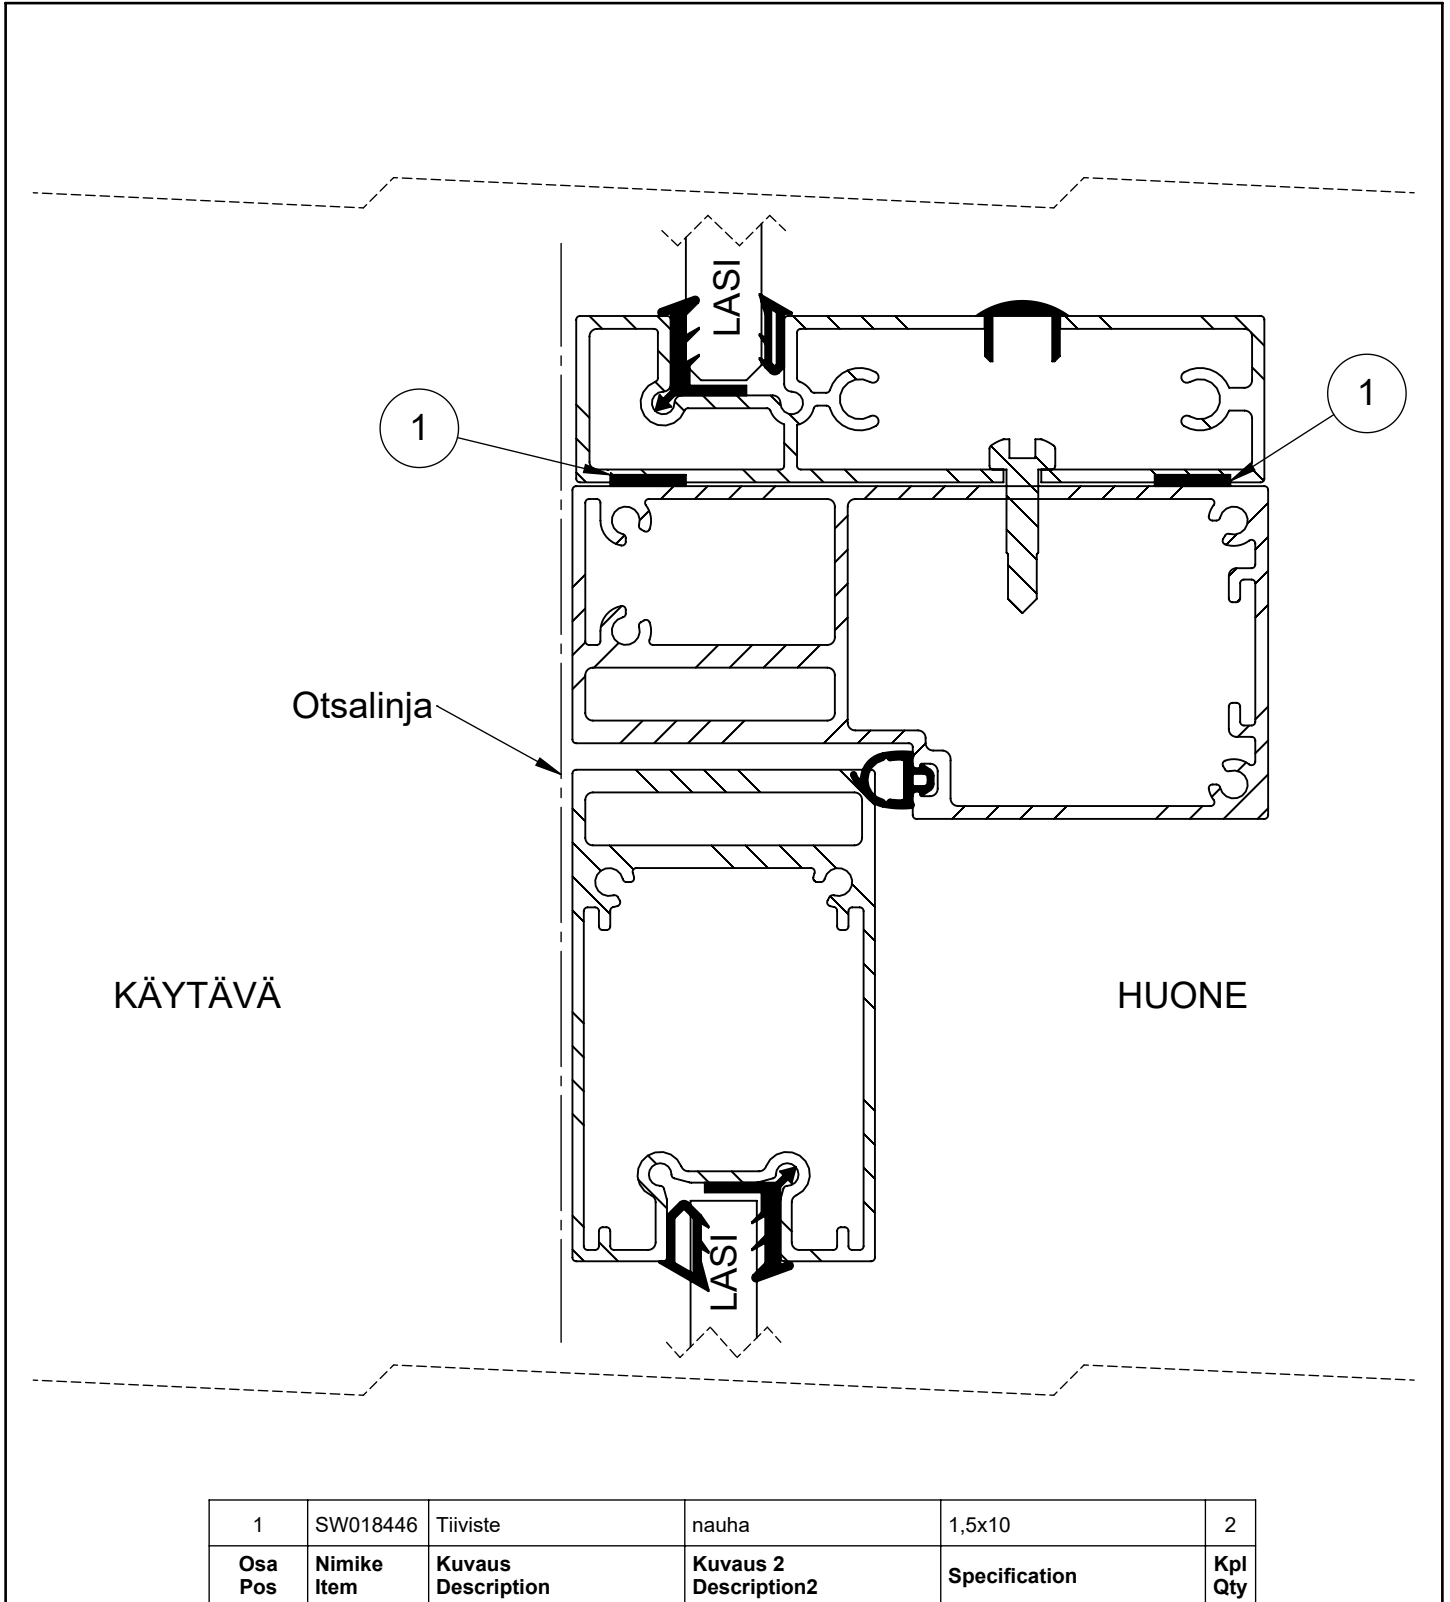 LASI
1
1
Otsalinja
KÄYTÄVÄ
HUONE
LASI
1 SW018446 Tiiviste nauha 1,5x10 2
Osa Nimike Kuvaus Kuvaus 2 Specification Kpl
Pos Item Description Description2 Qty